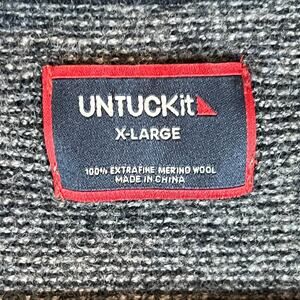 UNTUCKit
X-LARGE
100% EXTRAFINE MERINO WOOL
MADE IN CHINA